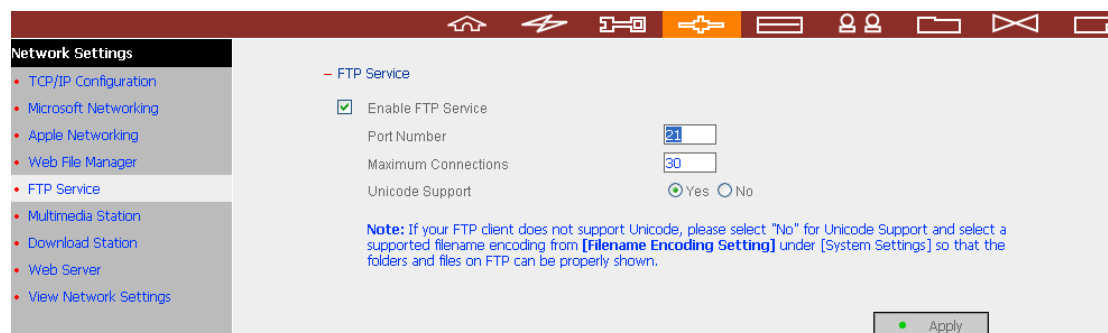 Network Settings
TCP/IP Configuration
Microsoft Networking
Apple Networking
Web File Manager
FTP Service
Multimedia Station
Download Station
Web Server
View Network Settings
– FTP Service
Enable FTP Service
Port Number 21
Maximum Connections 30
Unicode Support Yes No
Note: If your FTP client does not support Unicode, please select "No" for Unicode Support and select a
supported filename encoding from [Filename Encoding Setting] under [System Settings] so that the
folders and files on FTP can be properly shown.
Apply